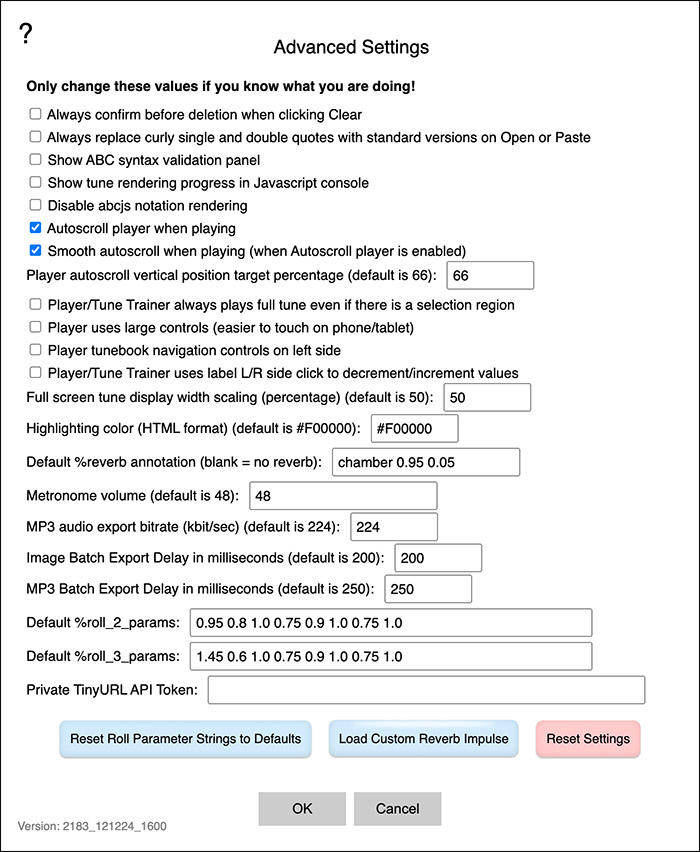 ?
Advanced Settings
Only change these values if you know what you are doing!
Always confirm before deletion when clicking Clear
Always replace curly single and double quotes with standard versions on Open or Paste
Show ABC syntax validation panel
Show tune rendering progress in Javascript console
Disable abcjs notation rendering
Autoscroll player when playing
Smooth autoscroll when playing (when Autoscroll player is enabled)
Player autoscroll vertical position target percentage (default is 66): 66
Player/Tune Trainer always plays full tune even if there is a selection region
Player uses large controls (easier to touch on phone/tablet)
Player tunebook navigation controls on left side
Player/Tune Trainer uses label L/R side click to decrement/increment values
Full screen tune display width scaling (percentage) (default is 50): 50
Highlighting color (HTML format) (default is #F00000): #F00000
Default %reverb annotation (blank = no reverb): chamber 0.95 0.05
Metronome volume (default is 48): 48
MP3 audio export bitrate (kbit/sec) (default is 224): 224
Image Batch Export Delay in milliseconds (default is 200): 200
MP3 Batch Export Delay in milliseconds (default is 250): 250
Default %roll_2_params: 0.95 0.8 1.0 0.75 0.9 1.0 0.75 1.0
Default %roll_3_params: 1.45 0.6 1.0 0.75 0.9 1.0 0.75 1.0
Private TinyURL API Token:
Reset Roll Parameter Strings to Defaults Load Custom Reverb Impulse Reset Settings
OK Cancel
Version: 2183_121224_1600